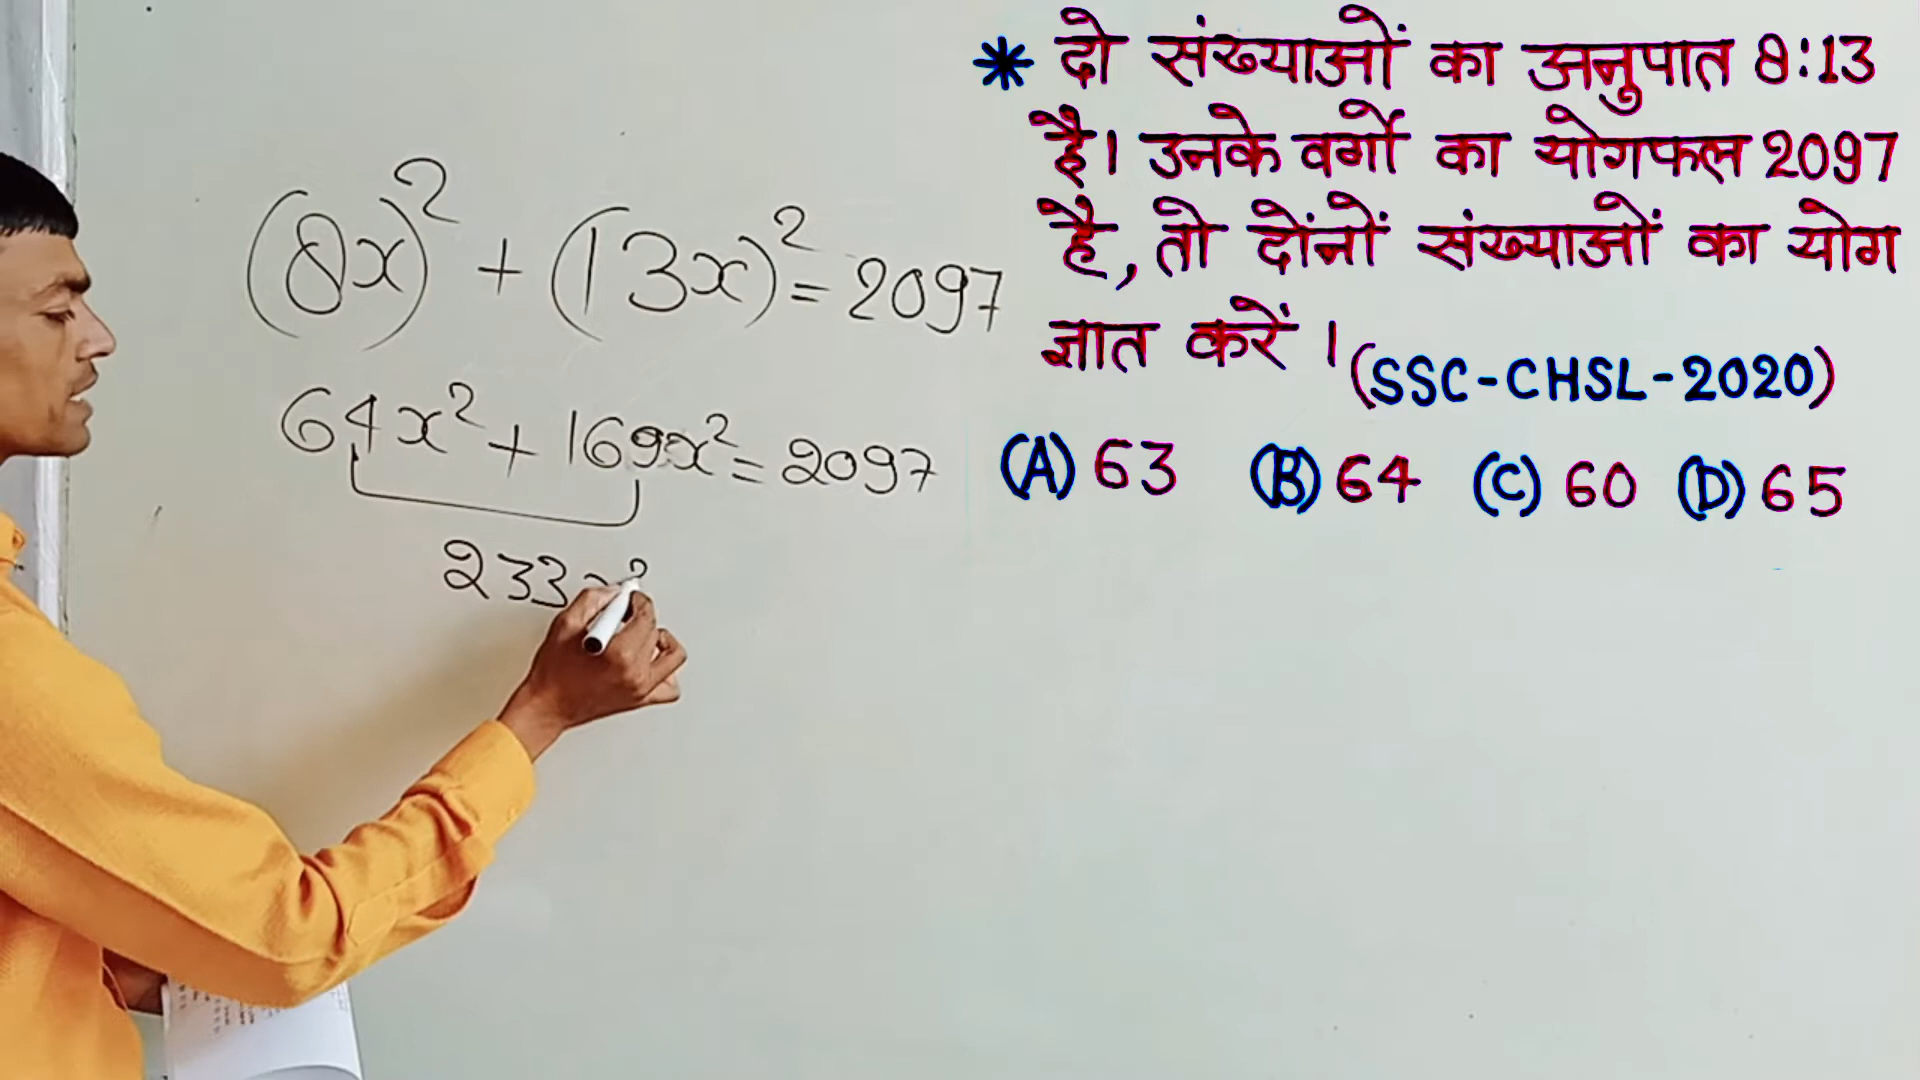 (8x)² + (13x)² = 2097
64x² + 169x² = 2097
233x²
* दो संख्याओं का अनुपात 8:13
है। उनके वर्गो का योगफल 2097
है, तो दोंनों संख्याओं का योग
ज्ञात करें । (SSC-CHSL-2020)
(A) 63 (B) 64 (C) 60 (D) 65